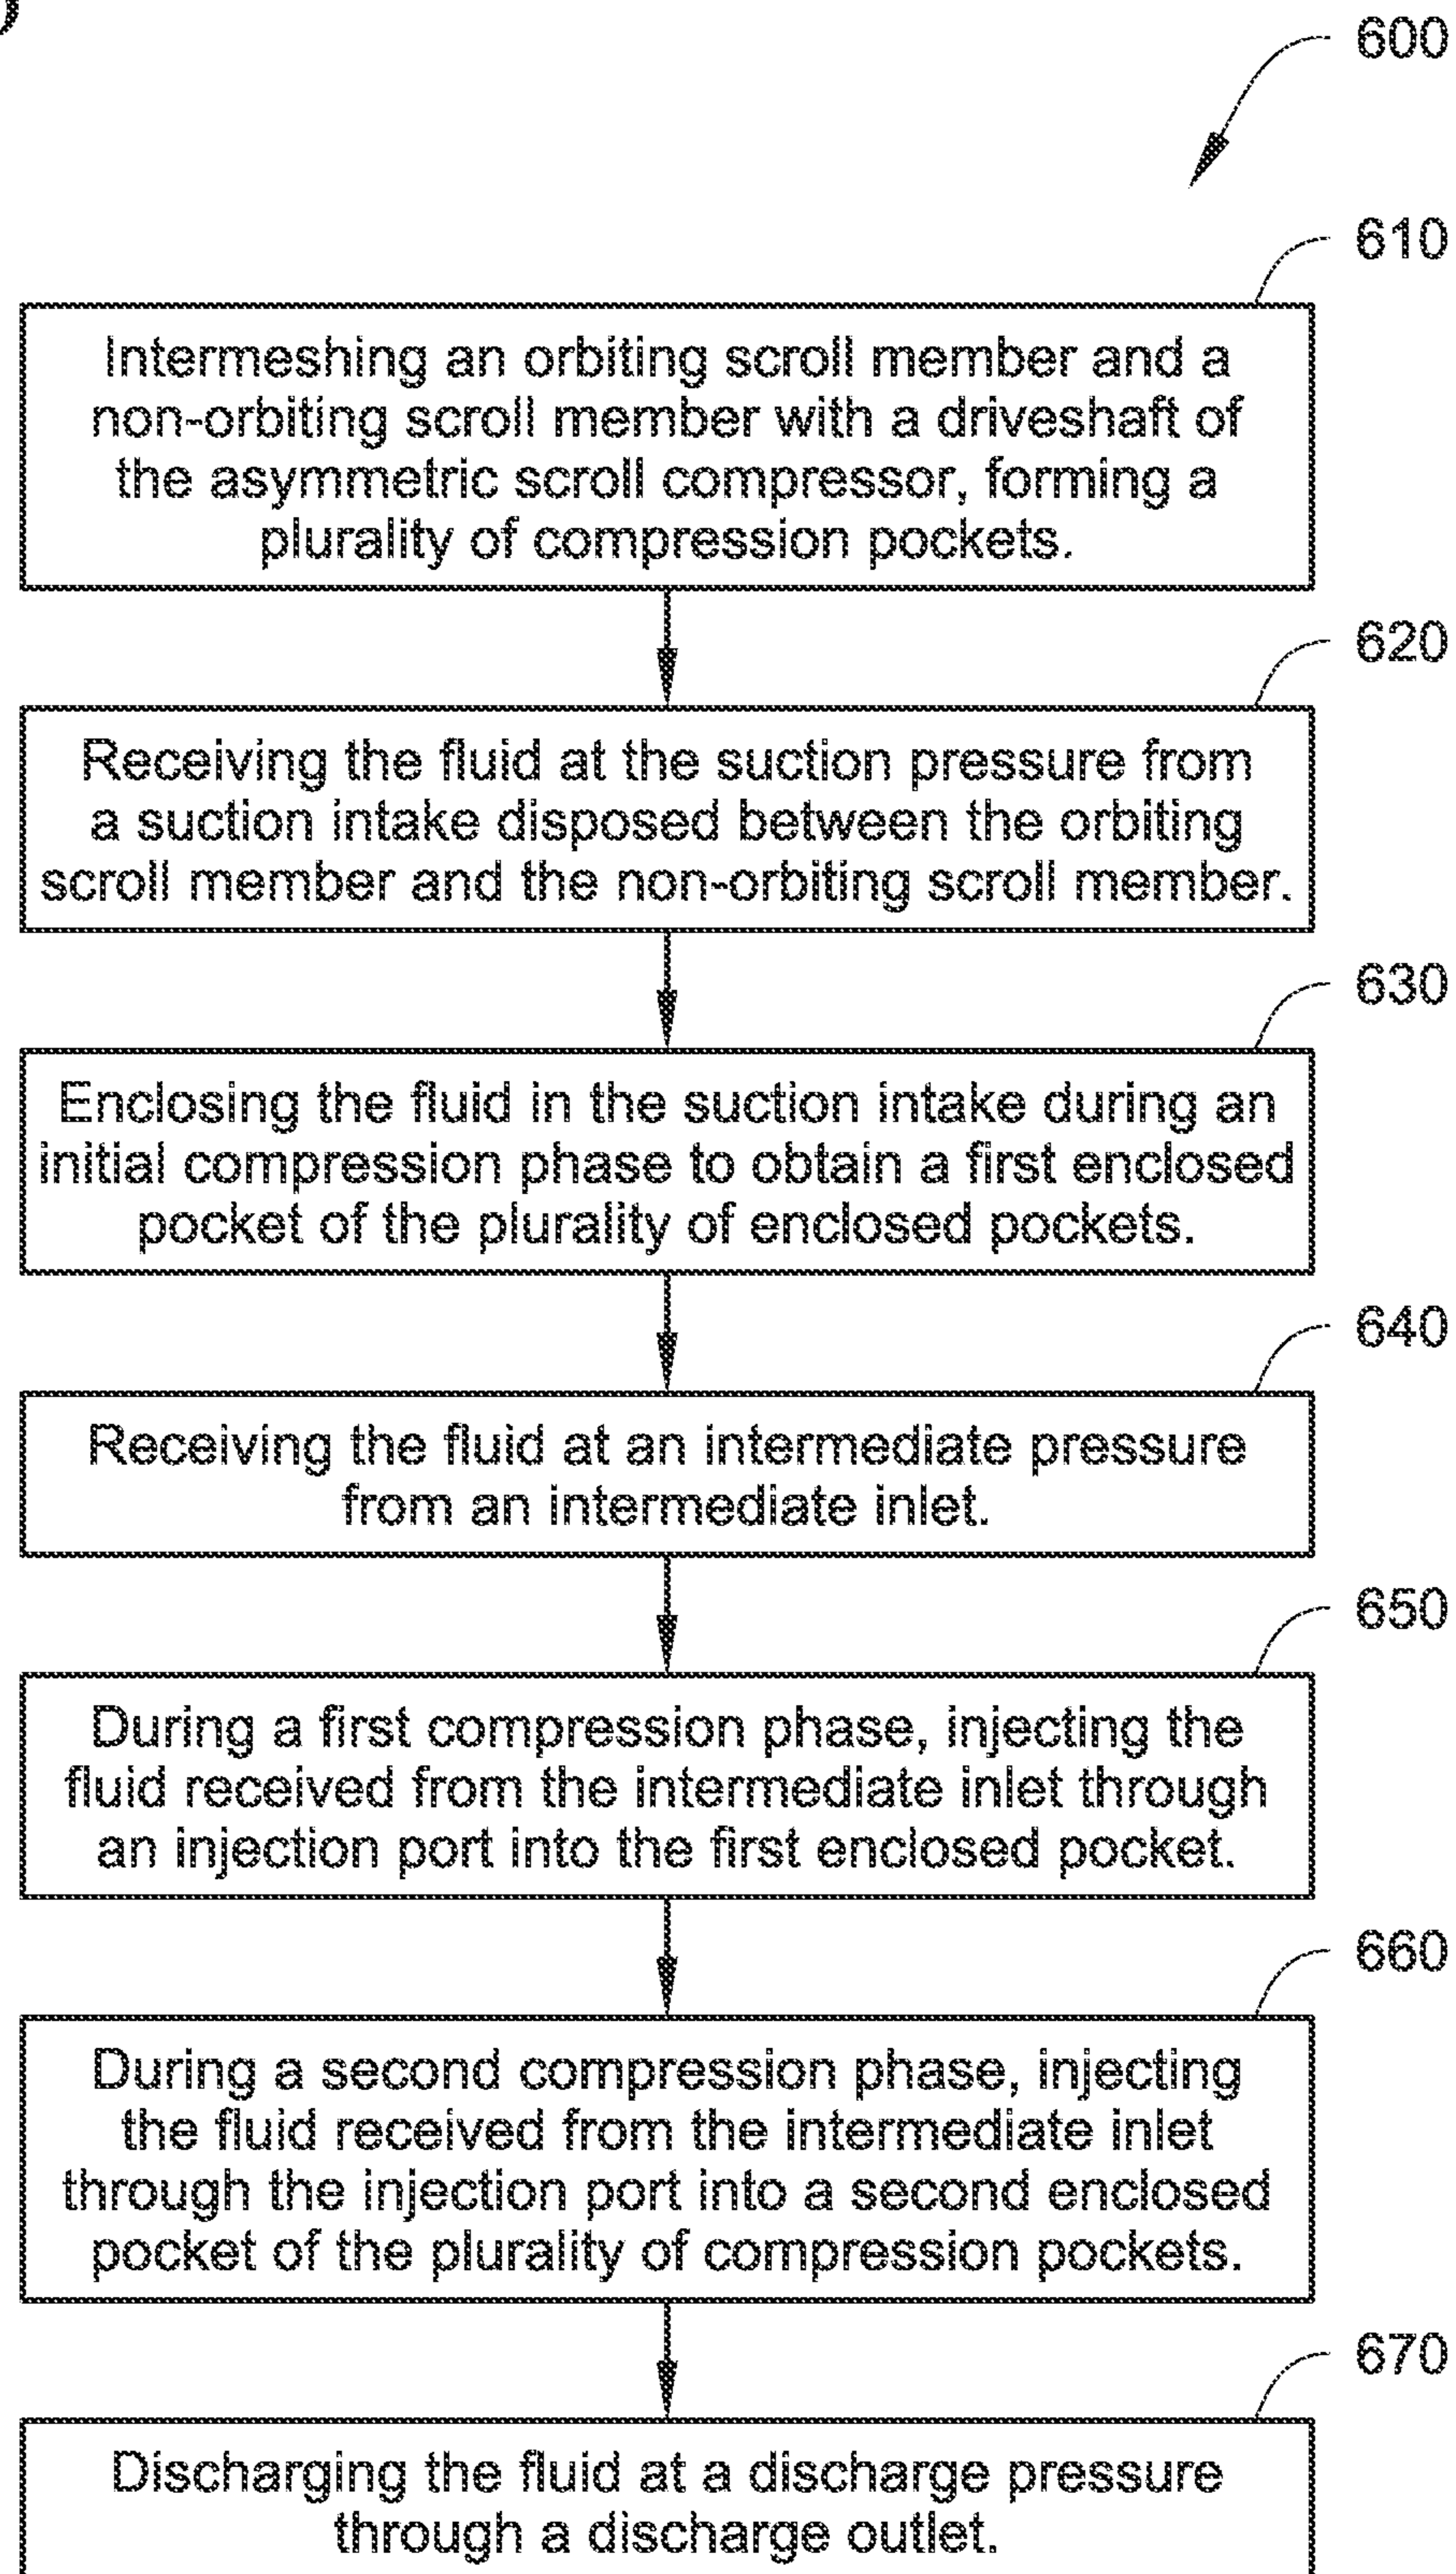 600
610
Intermeshing an orbiting scroll member and a
non-orbiting scroll member with a driveshaft of
the asymmetric scroll compressor, forming a
plurality of compression pockets.
620
Receiving the fluid at the suction pressure from
a suction intake disposed between the orbiting
scroll member and the non-orbiting scroll member.
630
Enclosing the fluid in the suction intake during an
initial compression phase to obtain a first enclosed
pocket of the plurality of enclosed pockets.
640
Receiving the fluid at an intermediate pressure
from an intermediate inlet.
650
During a first compression phase, injecting the
fluid received from the intermediate inlet through
an injection port into the first enclosed pocket.
660
During a second compression phase, injecting
the fluid received from the intermediate inlet
through the injection port into a second enclosed
pocket of the plurality of compression pockets.
670
Discharging the fluid at a discharge pressure
through a discharge outlet.